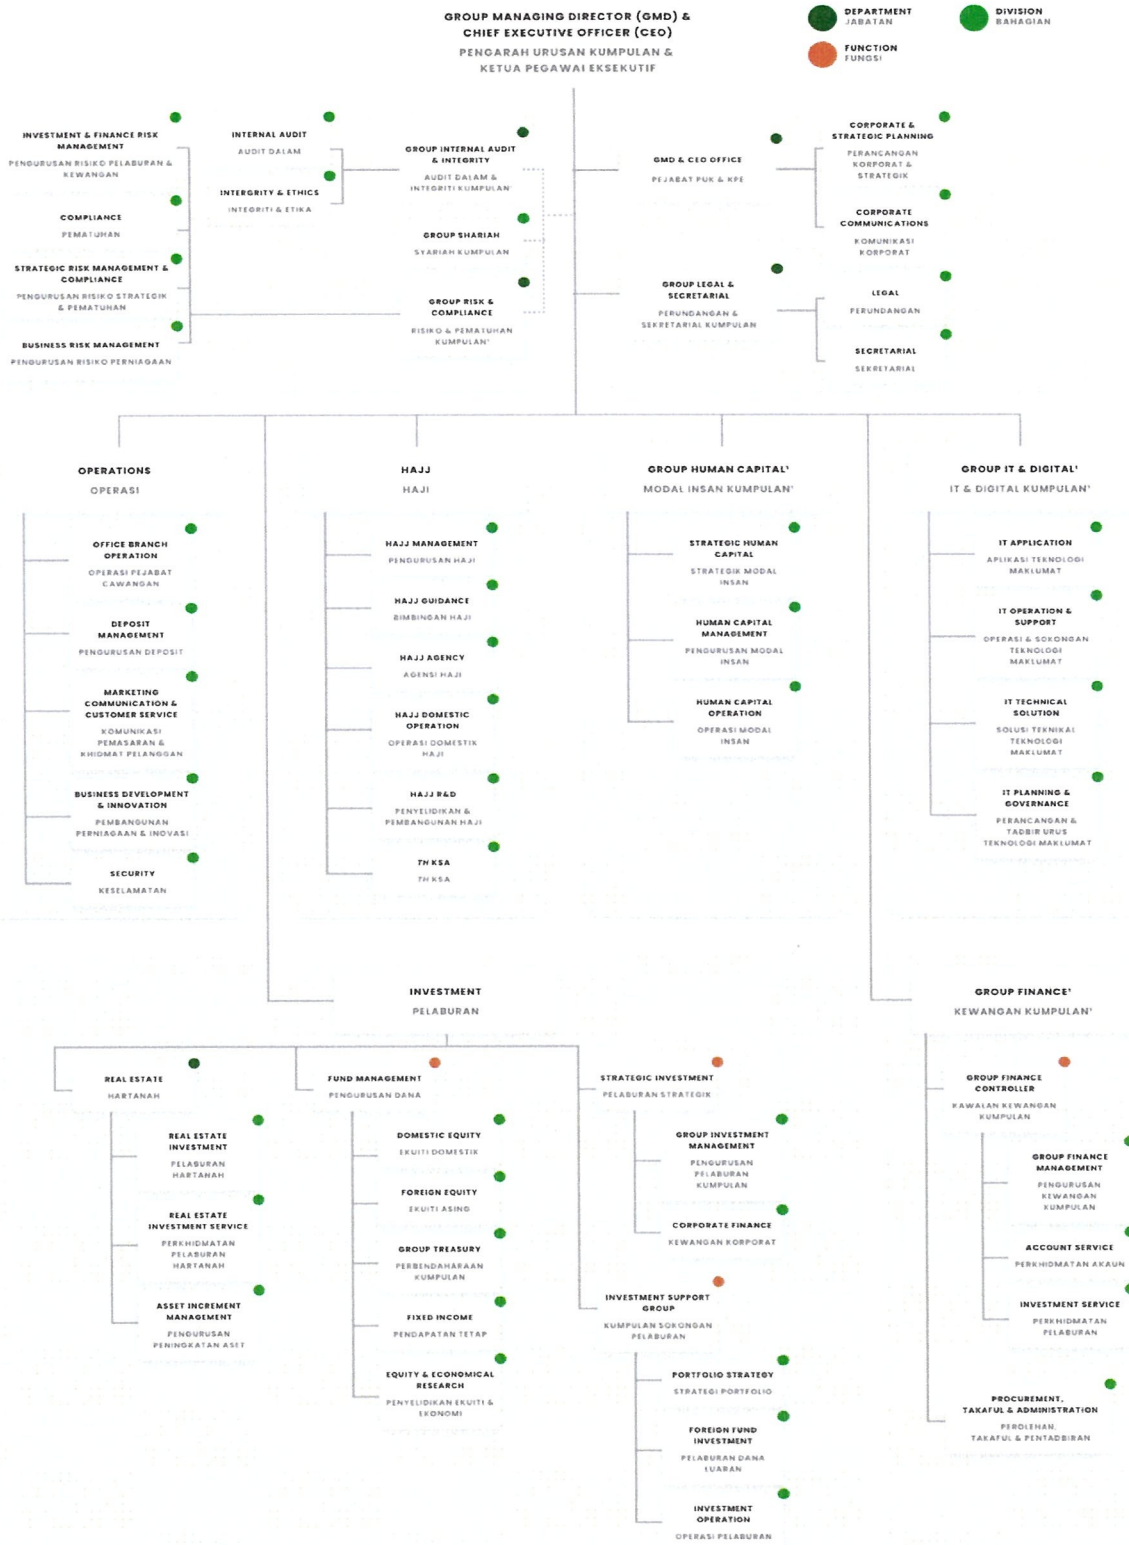 GROUP MANAGING DIRECTOR (GMD) &
CHIEF EXECUTIVE OFFICER (CEO)
PENGARAH URUSAN KUMPULAN &
KETUA PEGAWAI EKSEKUTIF
DEPARTMENT
JABATAN
DIVISION
BAHAGIAN
FUNCTION
FUNGSI
INVESTMENT & FINANCE RISK
MANAGEMENT
PENGURUSAN RISIKO PELABURAN &
KEWANGAN
COMPLIANCE
PEMATUHAN
STRATEGIC RISK MANAGEMENT &
COMPLIANCE
PENGURUSAN RISIKO STRATEGIK
& PEMATUHAN
BUSINESS RISK MANAGEMENT
PENGURUSAN RISIKO PERNIAGAAN
INTERNAL AUDIT
AUDIT DALAM
INTERGRITY & ETHICS
INTEGRITI & ETIKA
GROUP INTERNAL AUDIT
& INTEGRITY
AUDIT DALAM &
INTEGRITI KUMPULAN¹
GROUP SHARIAH
SYARIAH KUMPULAN
GROUP RISK &
COMPLIANCE
RISIKO & PEMATUHAN
KUMPULAN¹
GMD & CEO OFFICE
PEJABAT PUK & KPE
GROUP LEGAL &
SECRETARIAL
PERUNDANGAN &
SEKRETARIAL KUMPULAN
CORPORATE &
STRATEGIC PLANNING
PERANCANGAN
KORPORAT &
STRATEGIK
CORPORATE
COMMUNICATIONS
KOMUNIKASI
KORPORAT
LEGAL
PERUNDANGAN
SECRETARIAL
SEKRETARIAL
OPERATIONS
OPERASI
OFFICE BRANCH
OPERATION
OPERASI PEJABAT
CAWANGAN
DEPOSIT
MANAGEMENT
PENGURUSAN DEPOSIT
MARKETING
COMMUNICATION &
CUSTOMER SERVICE
KOMUNIKASI
PEMASARAN &
KHIDMAT PELANGGAN
BUSINESS DEVELOPMENT
& INNOVATION
PEMBANGUNAN
PERNIAGAAN & INOVASI
SECURITY
KESELAMATAN
HAJJ
HAJI
HAJJ MANAGEMENT
PENGURUSAN HAJI
HAJJ GUIDANCE
BIMBINGAN HAJI
HAJJ AGENCY
AGENSI HAJI
HAJJ DOMESTIC
OPERATION
OPERASI DOMESTIK
HAJI
HAJJ R&D
PENYELIDIKAN &
PEMBANGUNAN HAJI
TH KSA
TH KSA
GROUP HUMAN CAPITAL¹
MODAL INSAN KUMPULAN¹
STRATEGIC HUMAN
CAPITAL
STRATEGIK MODAL
INSAN
HUMAN CAPITAL
MANAGEMENT
PENGURUSAN MODAL
INSAN
HUMAN CAPITAL
OPERATION
OPERASI MODAL
INSAN
GROUP IT & DIGITAL¹
IT & DIGITAL KUMPULAN¹
IT APPLICATION
APLIKASI TEKNOLOGI
MAKLUMAT
IT OPERATION &
SUPPORT
OPERASI & SOKONGAN
TEKNOLOGI
MAKLUMAT
IT TECHNICAL
SOLUTION
SOLUSI TEKNIKAL
TEKNOLOGI
MAKLUMAT
IT PLANNING &
GOVERNANCE
PERANCANGAN &
TADBIR URUS
TEKNOLOGI MAKLUMAT
INVESTMENT
PELABURAN
REAL ESTATE
HARTANAH
REAL ESTATE
INVESTMENT
PELABURAN
HARTANAH
REAL ESTATE
INVESTMENT SERVICE
PERKHIDMATAN
PELABURAN
HARTANAH
ASSET INCREMENT
MANAGEMENT
PENGURUSAN
PENINGKATAN ASET
FUND MANAGEMENT
PENGURUSAN DANA
DOMESTIC EQUITY
EKUITI DOMESTIK
FOREIGN EQUITY
EKUITI ASING
GROUP TREASURY
PERBENDAHARAAN
KUMPULAN
FIXED INCOME
PENDAPATAN TETAP
EQUITY & ECONOMICAL
RESEARCH
PENYELIDIKAN EKUITI &
EKONOMI
STRATEGIC INVESTMENT
PELABURAN STRATEGIK
GROUP INVESTMENT
MANAGEMENT
PENGURUSAN
PELABURAN
KUMPULAN
CORPORATE FINANCE
KEWANGAN KORPORAT
INVESTMENT SUPPORT
GROUP
KUMPULAN SOKONGAN
PELABURAN
PORTFOLIO STRATEGY
STRATEGI PORTFOLIO
FOREIGN FUND
INVESTMENT
PELABURAN DANA
LUARAN
INVESTMENT
OPERATION
OPERASI PELABURAN
GROUP FINANCE¹
KEWANGAN KUMPULAN¹
GROUP FINANCE
CONTROLLER
KAWALAN KEWANGAN
KUMPULAN
GROUP FINANCE
MANAGEMENT
PENGURUSAN
KEWANGAN
KUMPULAN
ACCOUNT SERVICE
PERKHIDMATAN AKAUN
INVESTMENT SERVICE
PERKHIDMATAN
PELABURAN
PROCUREMENT,
TAKAFUL & ADMINISTRATION
PEROLEHAN,
TAKAFUL & PENTADBIRAN